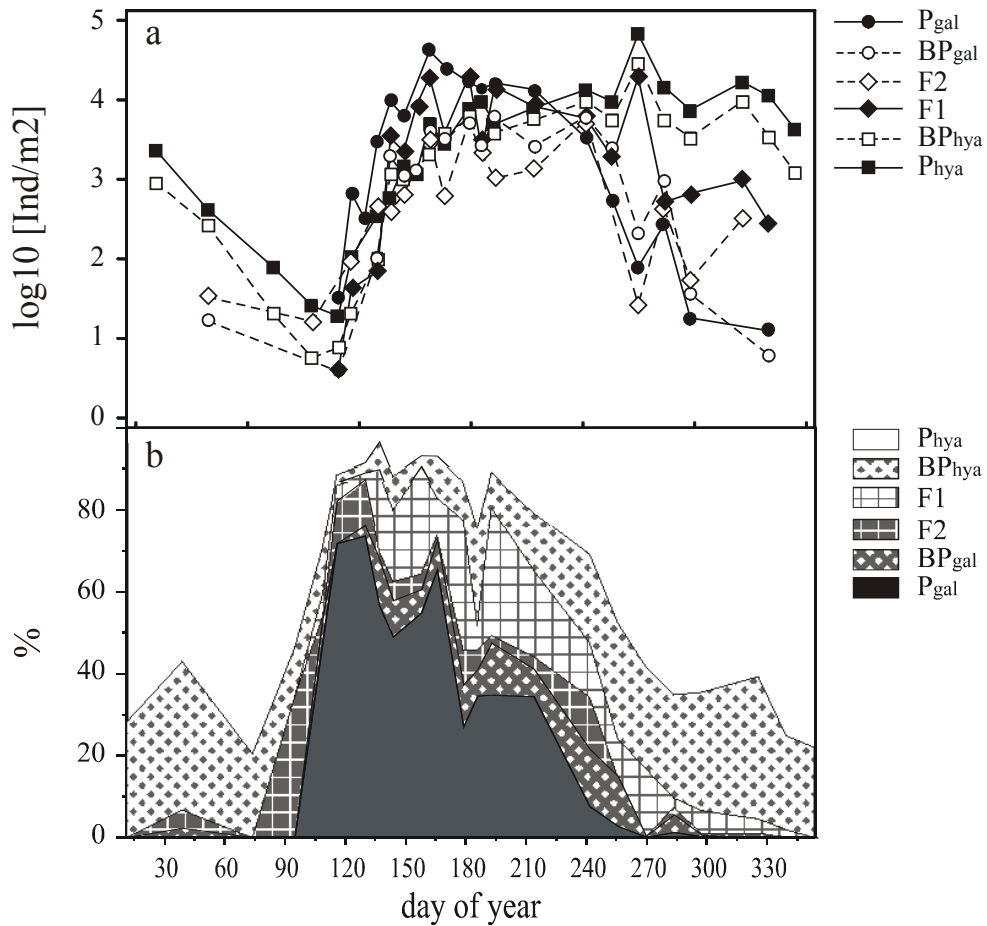 a
log10 [Ind/m2]
5
4
3
2
1
0
Pgal
BPgal
F2
F1
BPhya
Phya
b
%
80
60
40
20
0
30 60 90 120 150 180 210 240 270 300 330
day of year
Phya
BPhya
F1
F2
BPgal
Pgal